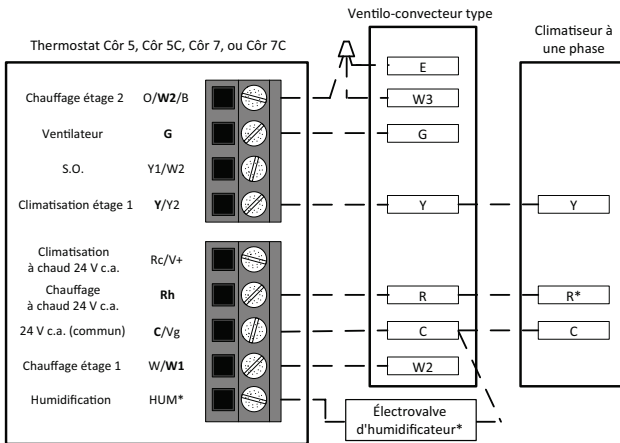 Ventilo-convecteur type
Climatiseur à
une phase
Thermostat Côr 5, Côr 5C, Côr 7, ou Côr 7C
E
Chauffage étage 2 O/W2/B
W3
Ventilateur G
G
S.O. Y1/W2
Climatisation étage 1 Y/Y2
Y
Y
Climatisation
à chaud 24 V c.a.
Rc/V+
Chauffage
à chaud 24 V c.a.
Rh
R
R*
24 V c.a. (commun) C/Vg
C
C
Chauffage étage 1 W/W1
W2
Humidification HUM*
Électrovalve
d'humidificateur*